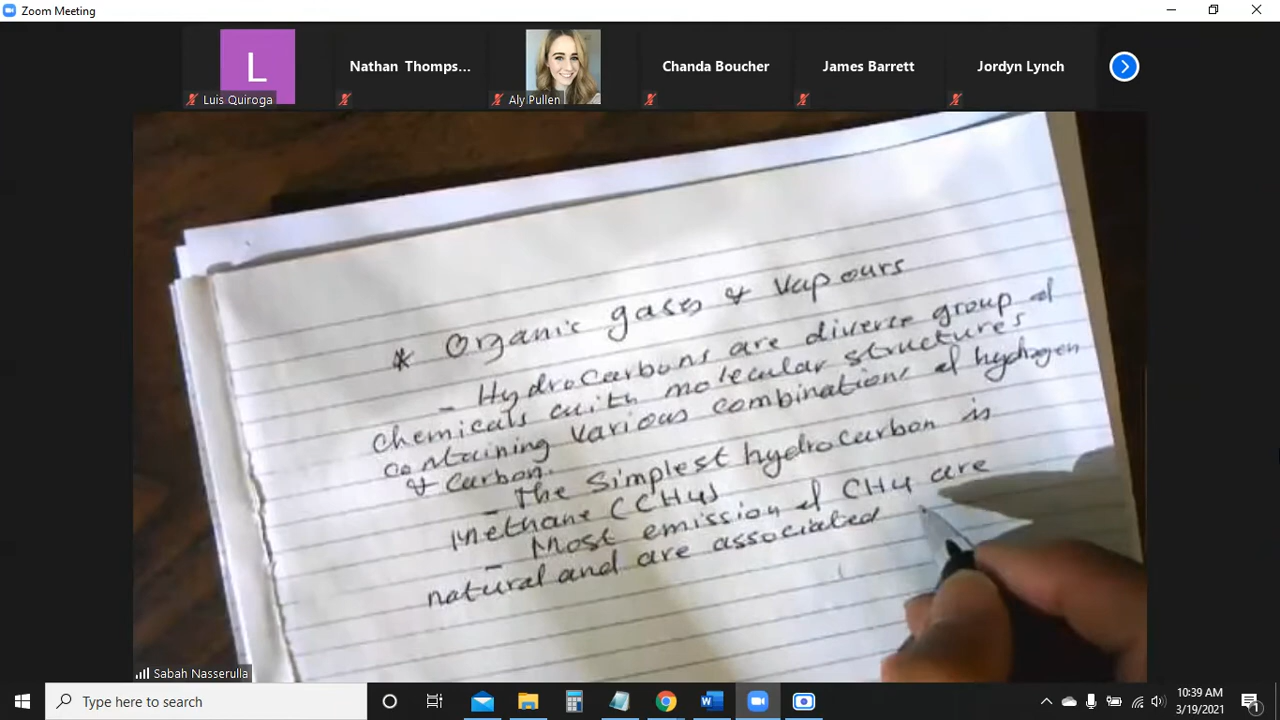 Zoom Meeting
L
Luis Quiroga
Nathan Thomps...
Aly Pullen
Chanda Boucher
James Barrett
Jordyn Lynch
* Organic gases & Vapours
- Hydrocarbons are diverse group of
chemicals with molecular structures
containing various combinations of hydrogen
& carbon.
- The simplest hydrocarbon is
Methane (CH4)
- Most emission of CH4 are
natural and are associated
Sabah Nasserulla
Type here to search
10:39 AM
3/19/2021
1